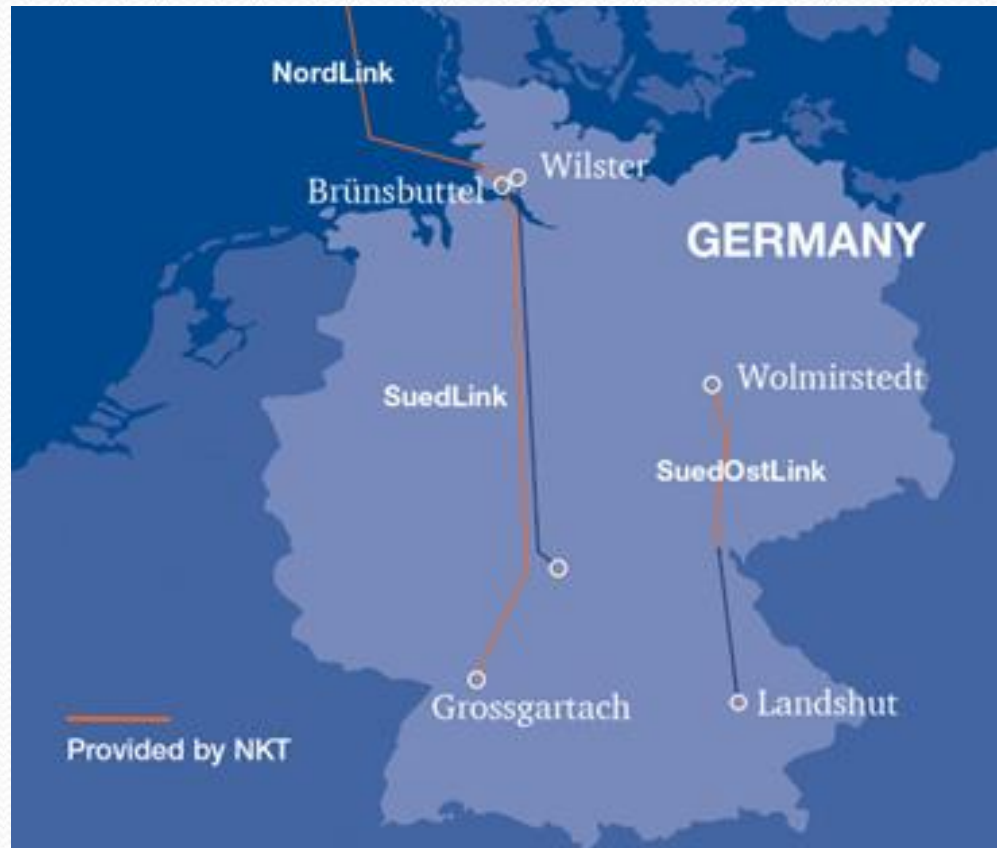 NordLink
Wilster
Brünsbuttel
GERMANY
Wolmirstedt
SuedLink
SuedOstLink
Grossgartach
Landshut
Provided by NKT